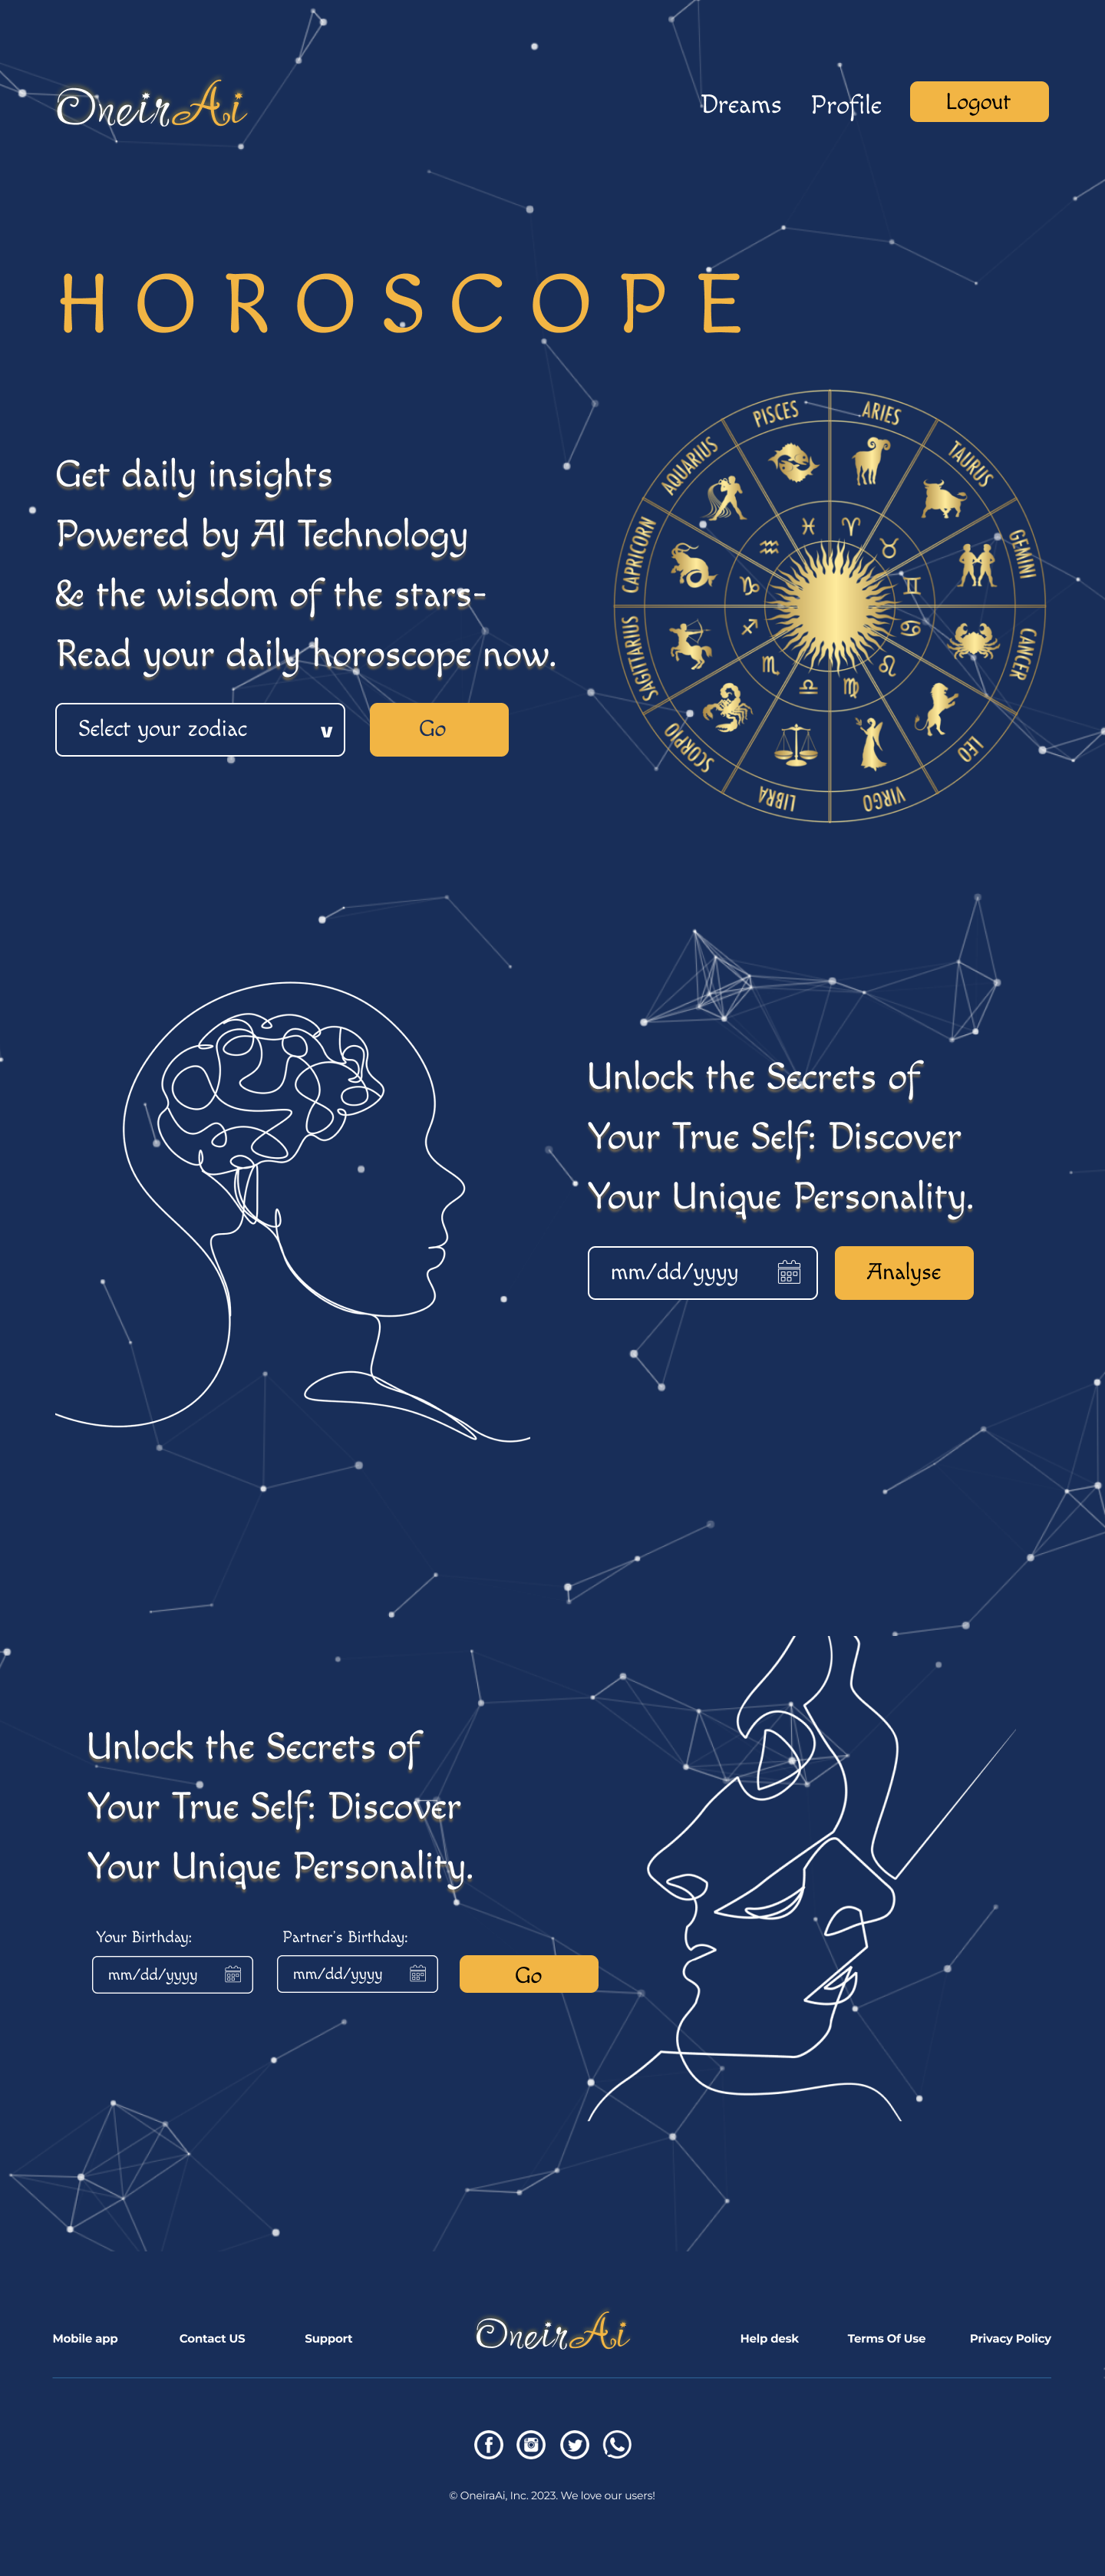 OneirAi
Dreams Profile Logout
HOROSCOPE
Get daily insights
Powered by AI Technology
& the wisdom of the stars-
Read your daily horoscope now.
Select your zodiac v Go
PISCES
ARIES
TAURUS
GEMINI
CANCER
LEO
VIRGO
LIBRA
SCORPIO
SAGITTARIUS
CAPRICORN
AQUARIUS
Unlock the Secrets of
Your True Self: Discover
Your Unique Personality.
mm/dd/yyyy Analyse
Unlock the Secrets of
Your True Self: Discover
Your Unique Personality.
Your Birthday: Partner's Birthday:
mm/dd/yyyy mm/dd/yyyy Go
Mobile app Contact US Support OneirAi Help desk Terms Of Use Privacy Policy
© OneiraAi, Inc. 2023. We love our users!